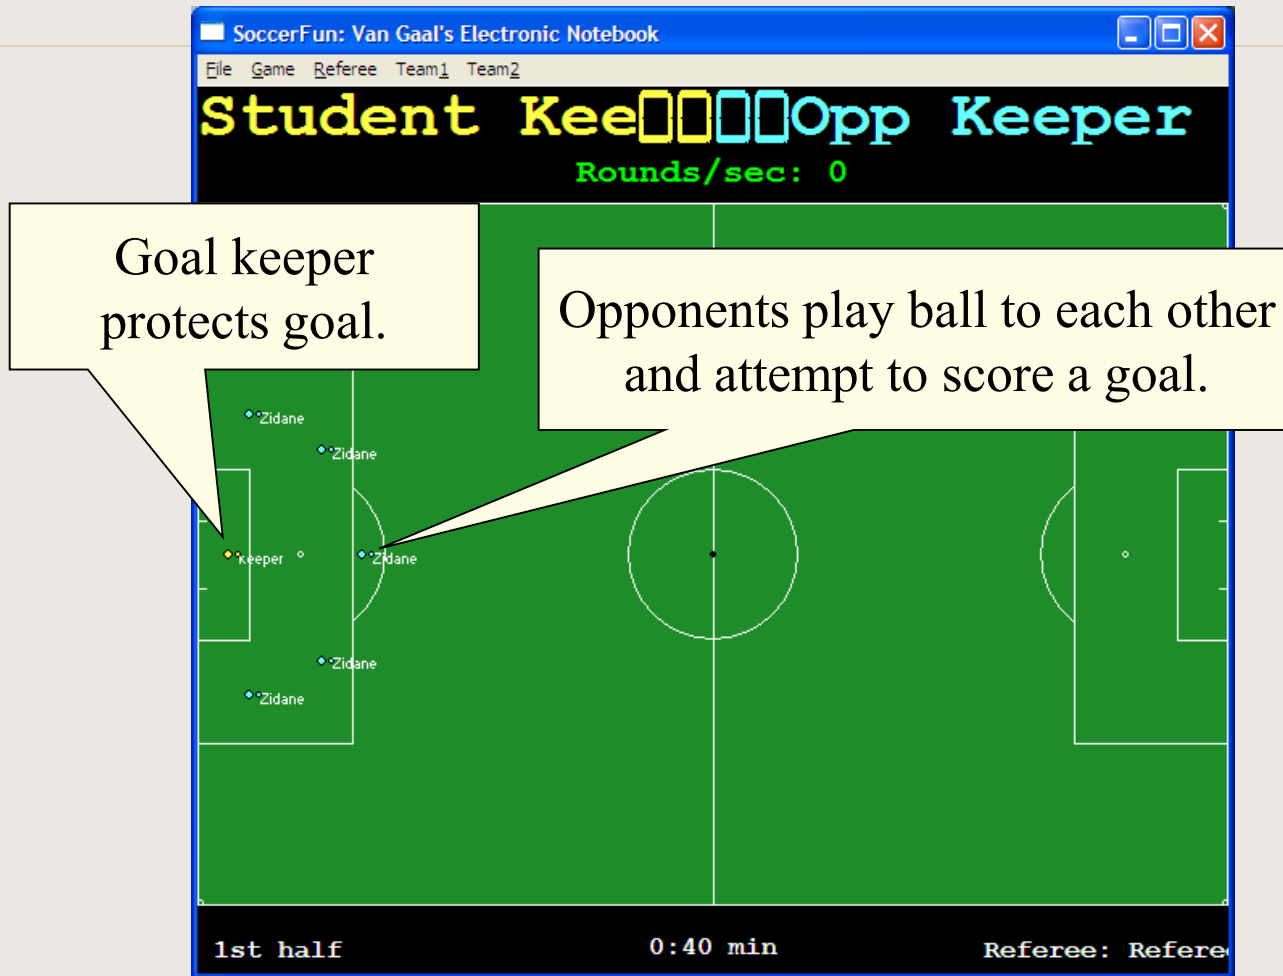 SoccerFun: Van Gaal's Electronic Notebook
File Game Referee Team1 Team2
Student Kee Opp Keeper
Rounds/sec: 0
Goal keeper
protects goal.
Opponents play ball to each other
and attempt to score a goal.
Zidane
Zidane
keeper
Zidane
Zidane
Zidane
1st half 0:40 min Referee: Refere